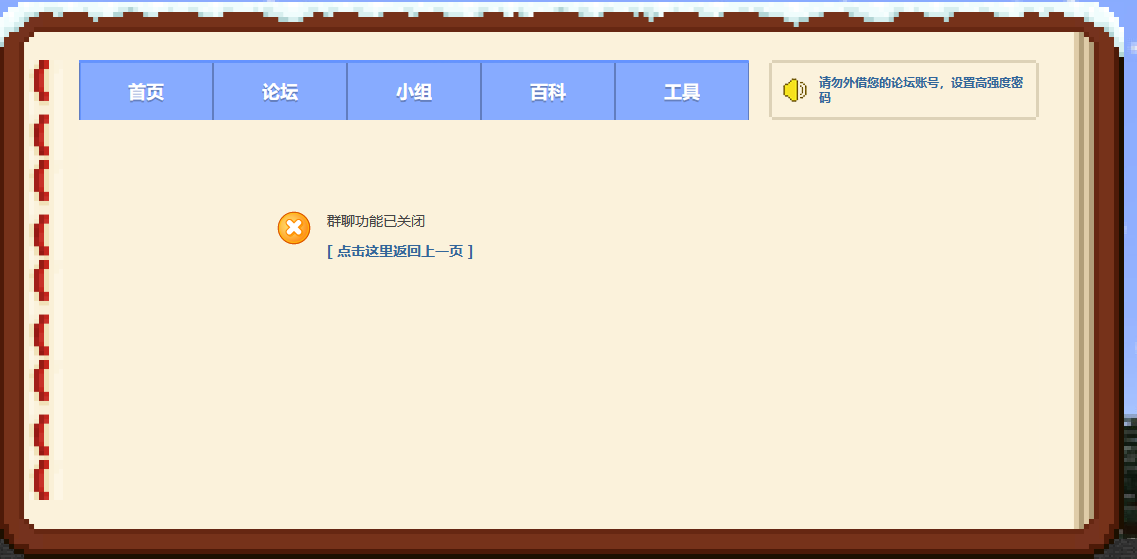 首页 论坛 小组 百科 工具
请勿外借您的论坛账号，设置高强度密
码
群聊功能已关闭
[ 点击这里返回上一页 ]